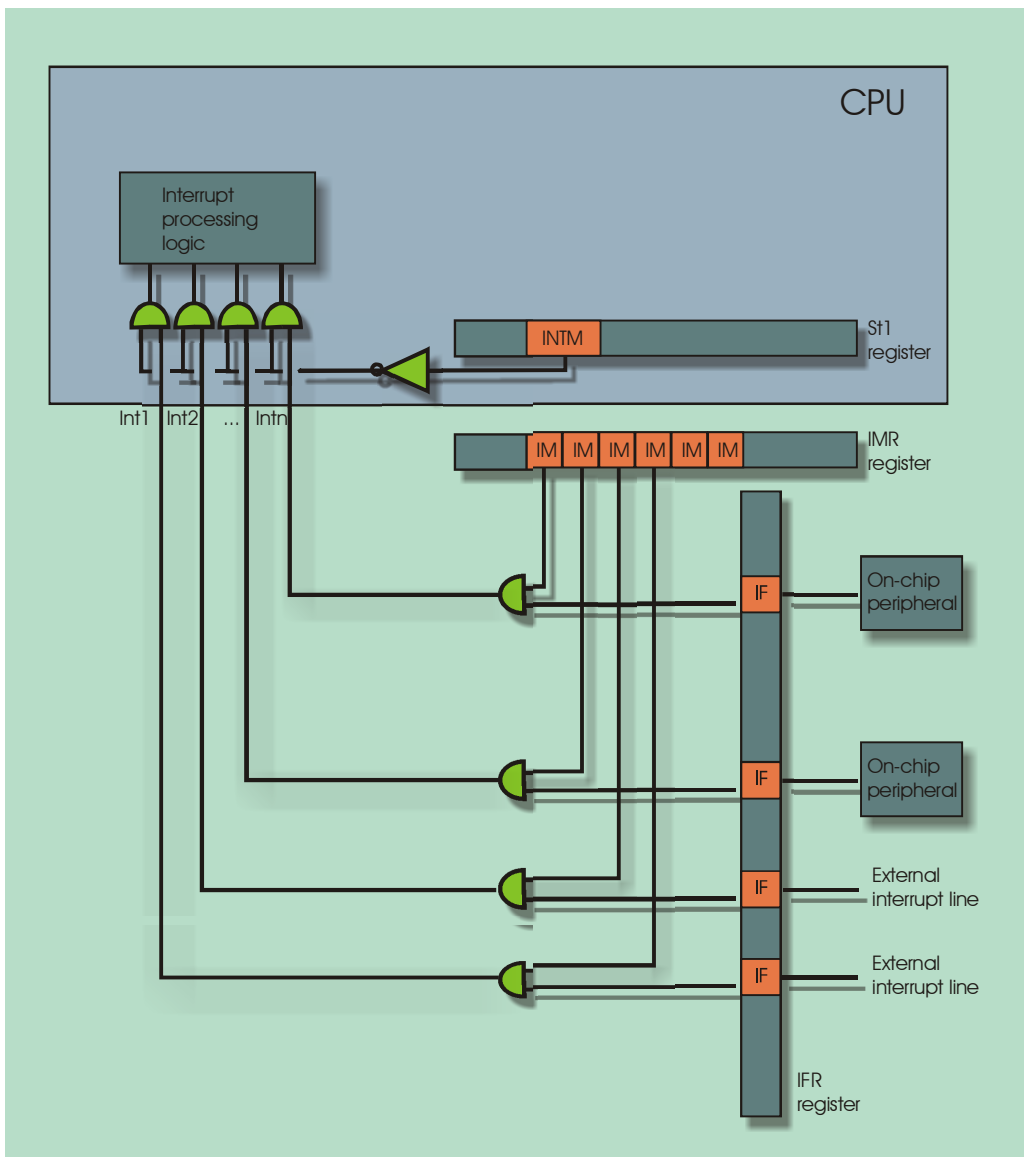 CPU
Interrupt
processing
logic
INTM
St1
register
Int1 Int2 ... Intn
IM IM IM IM IM IM
IMR
register
IF
On-chip
peripheral
IF
On-chip
peripheral
IF
External
interrupt line
IF
External
interrupt line
IFR
register